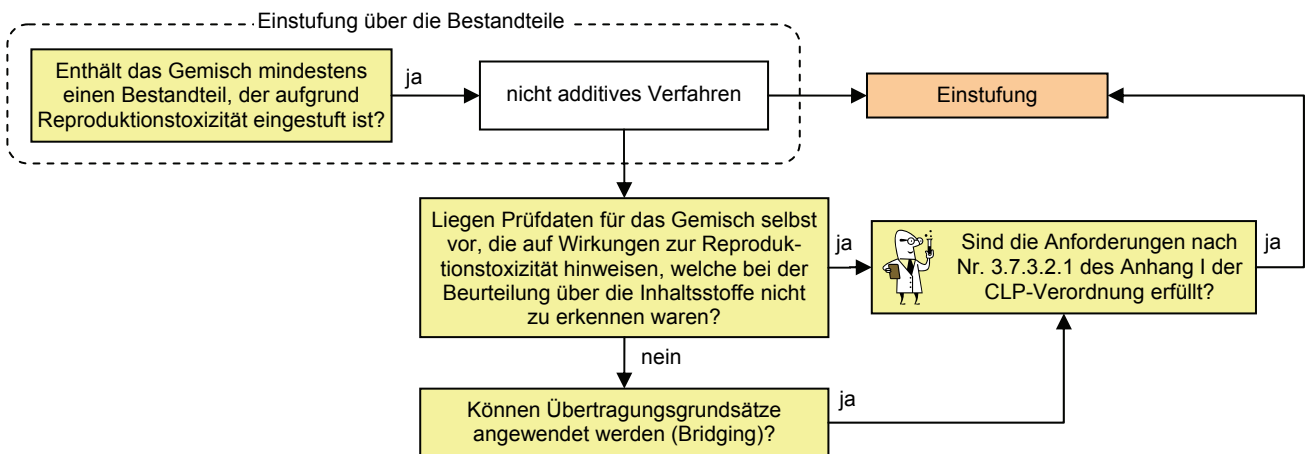 Einstufung über die Bestandteile
Enthält das Gemisch mindestens
einen Bestandteil, der aufgrund
Reproduktionstoxizität eingestuft ist?
ja
nicht additives Verfahren
Einstufung
Liegen Prüfdaten für das Gemisch selbst
vor, die auf Wirkungen zur Reproduk-
tionstoxizität hinweisen, welche bei der
Beurteilung über die Inhaltsstoffe nicht
zu erkennen waren?
ja
Sind die Anforderungen nach
Nr. 3.7.3.2.1 des Anhang I der
CLP-Verordnung erfüllt?
ja
nein
Können Übertragungsgrundsätze
angewendet werden (Bridging)?
ja